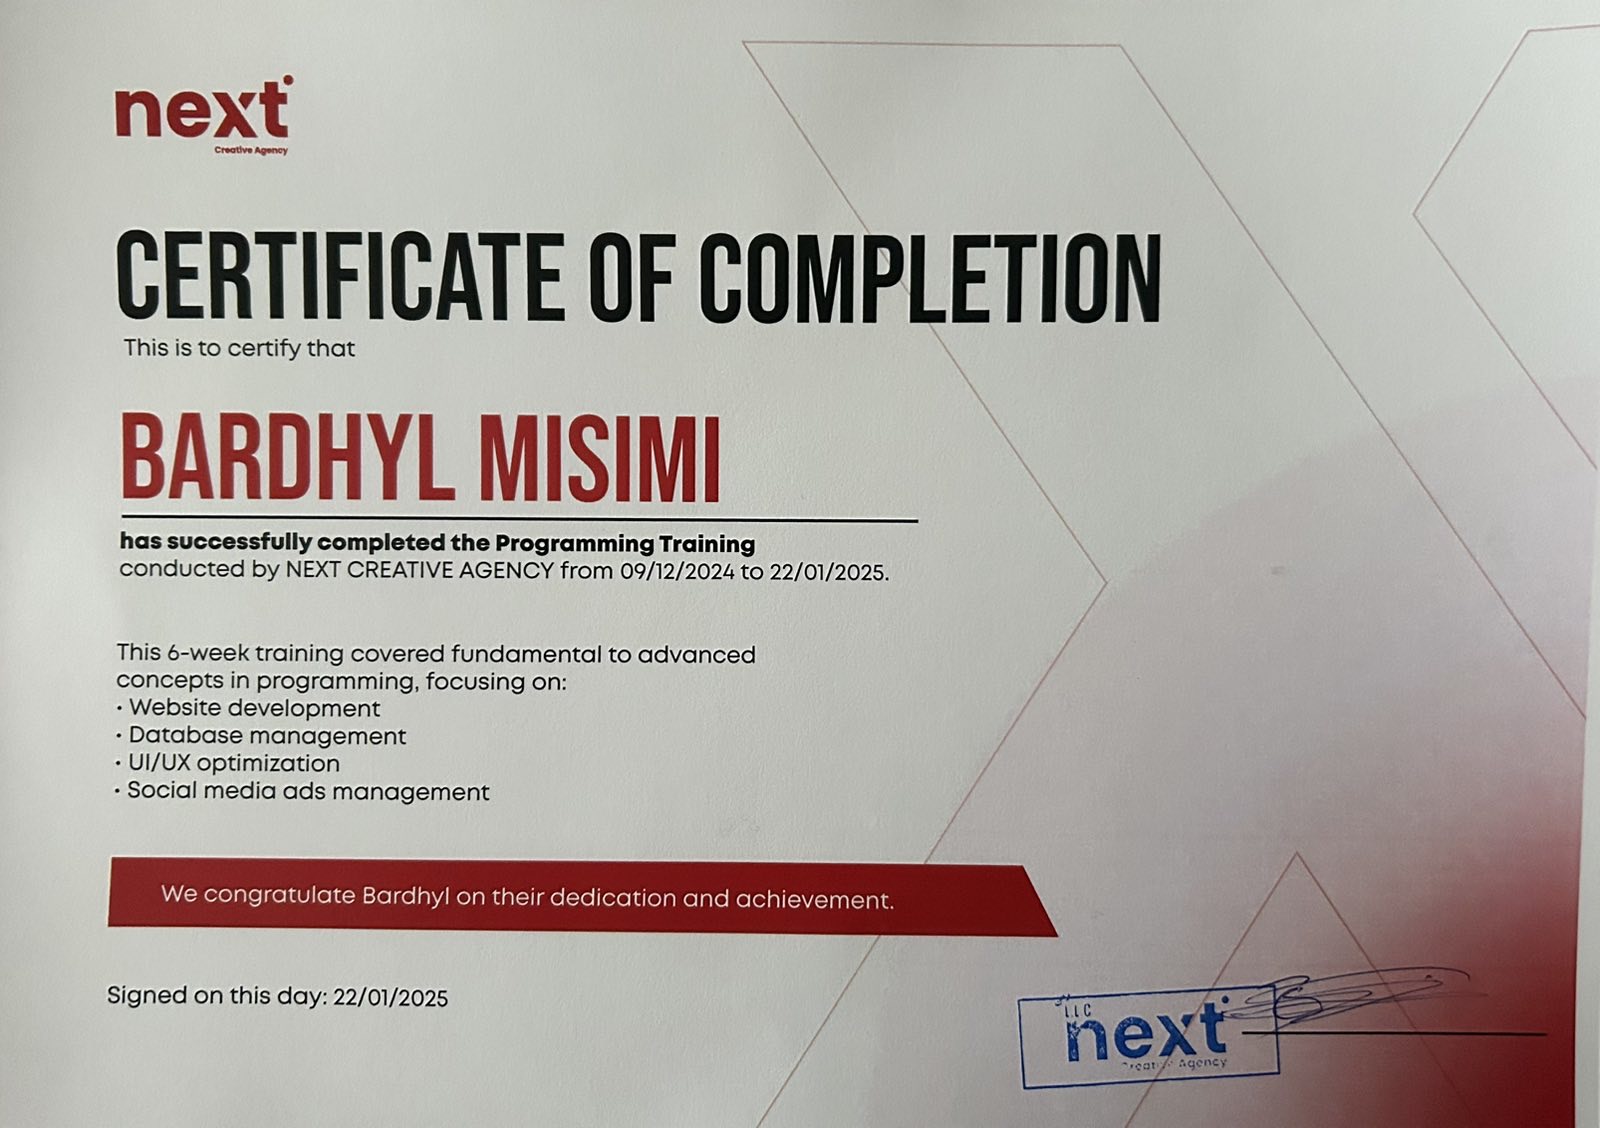 next
Creative Agency
CERTIFICATE OF COMPLETION
This is to certify that
BARDHYL MISIMI
has successfully completed the Programming Training
conducted by NEXT CREATIVE AGENCY from 09/12/2024 to 22/01/2025.
This 6-week training covered fundamental to advanced
concepts in programming, focusing on:
• Website development
• Database management
• UI/UX optimization
• Social media ads management
We congratulate Bardhyl on their dedication and achievement.
Signed on this day: 22/01/2025
LLC
next
Creative Agency